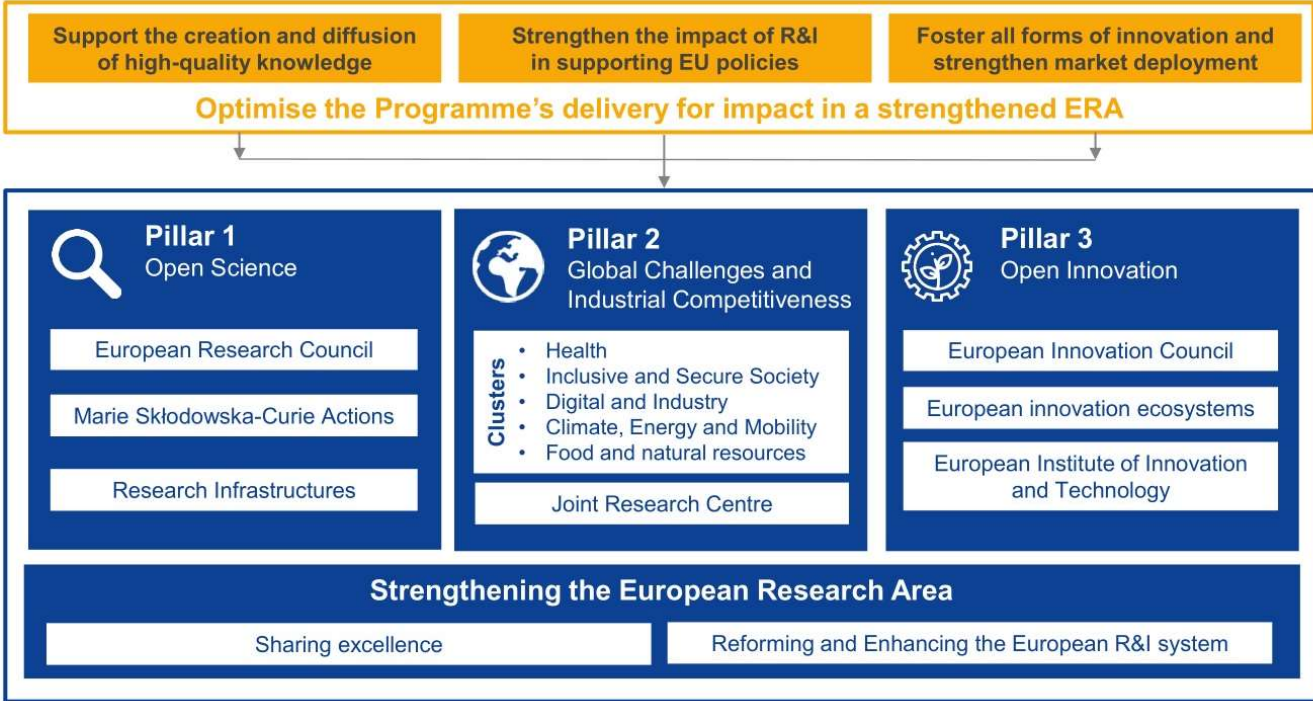 Support the creation and diffusion
of high-quality knowledge
Strengthen the impact of R&I
in supporting EU policies
Foster all forms of innovation and
strengthen market deployment
Optimise the Programme's delivery for impact in a strengthened ERA
Pillar 1
Open Science
European Research Council
Marie Skłodowska-Curie Actions
Research Infrastructures
Pillar 2
Global Challenges and
Industrial Competitiveness
Clusters
• Health
• Inclusive and Secure Society
• Digital and Industry
• Climate, Energy and Mobility
• Food and natural resources
Joint Research Centre
Pillar 3
Open Innovation
European Innovation Council
European innovation ecosystems
European Institute of Innovation
and Technology
Strengthening the European Research Area
Sharing excellence
Reforming and Enhancing the European R&I system